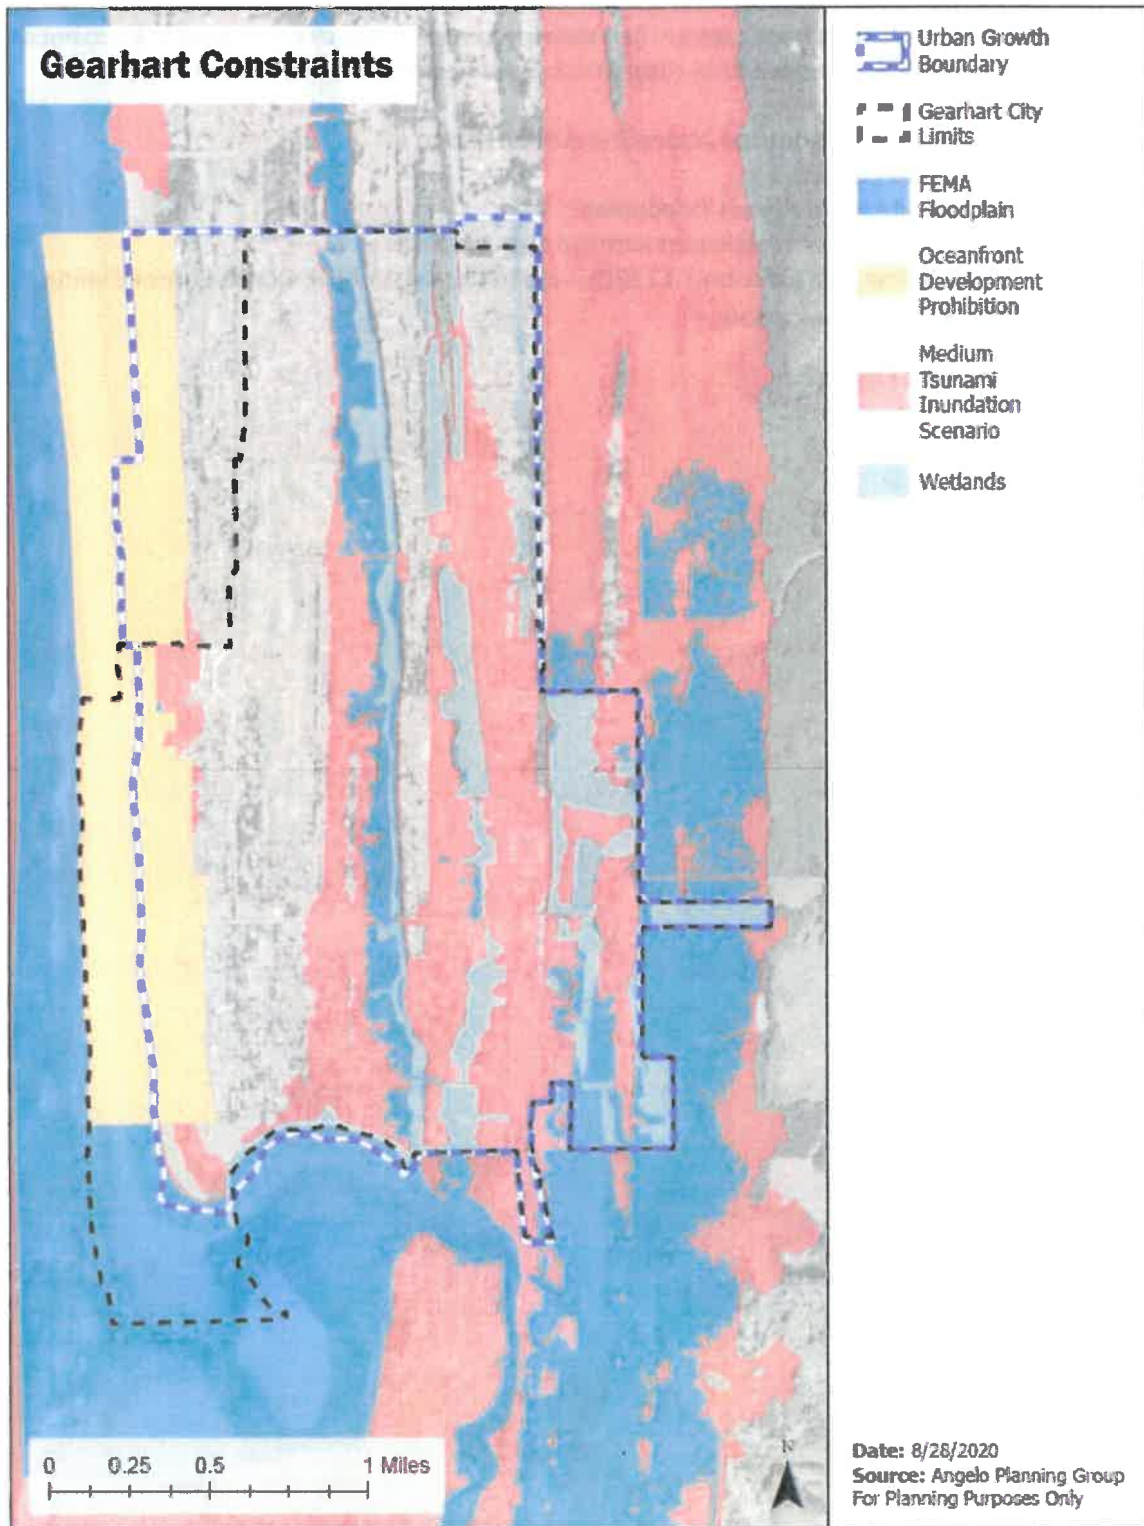 Gearhart Constraints
Urban Growth
Boundary
Gearhart City
Limits
FEMA
Floodplain
Oceanfront
Development
Prohibition
Medium
Tsunami
Inundation
Scenario
Wetlands
0 0.25 0.5 1 Miles
N
Date: 8/28/2020
Source: Angelo Planning Group
For Planning Purposes Only